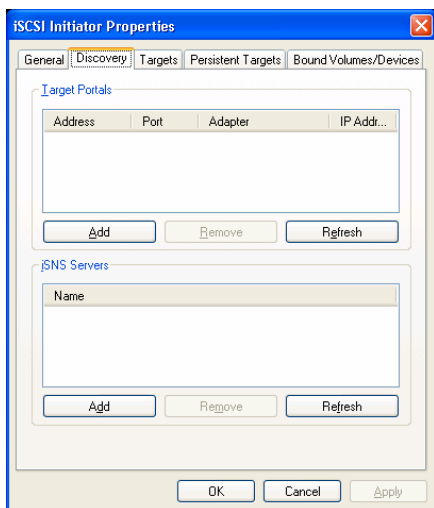 iSCSI Initiator Properties
General Discovery Targets Persistent Targets Bound Volumes/Devices
Target Portals
Address Port Adapter IP Addr...
Add Remove Refresh
iSNS Servers
Name
Add Remove Refresh
OK Cancel Apply